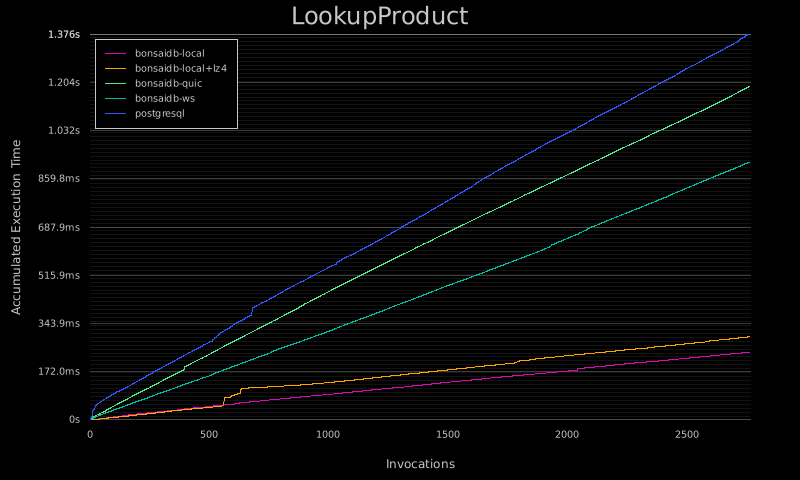 LookupProduct
1.376s
1.204s
1.032s
859.8ms
687.9ms
515.9ms
343.9ms
172.0ms
0s
bonsaidb-local
bonsaidb-local+lz4
bonsaidb-quic
bonsaidb-ws
postgresql
Accumulated Execution Time
0 500 1000 1500 2000 2500
Invocations